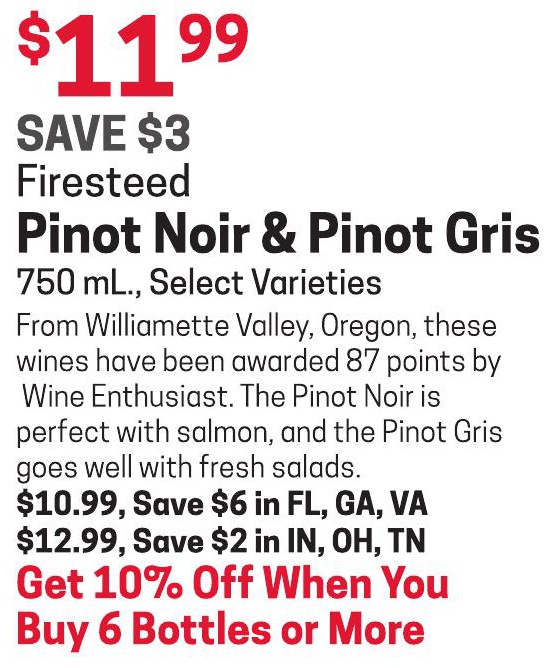 $11.99
SAVE $3
Firesteed
Pinot Noir & Pinot Gris
750 mL., Select Varieties
From Williamette Valley, Oregon, these
wines have been awarded 87 points by
Wine Enthusiast. The Pinot Noir is
perfect with salmon, and the Pinot Gris
goes well with fresh salads.
$10.99, Save $6 in FL, GA, VA
$12.99, Save $2 in IN, OH, TN
Get 10% Off When You
Buy 6 Bottles or More